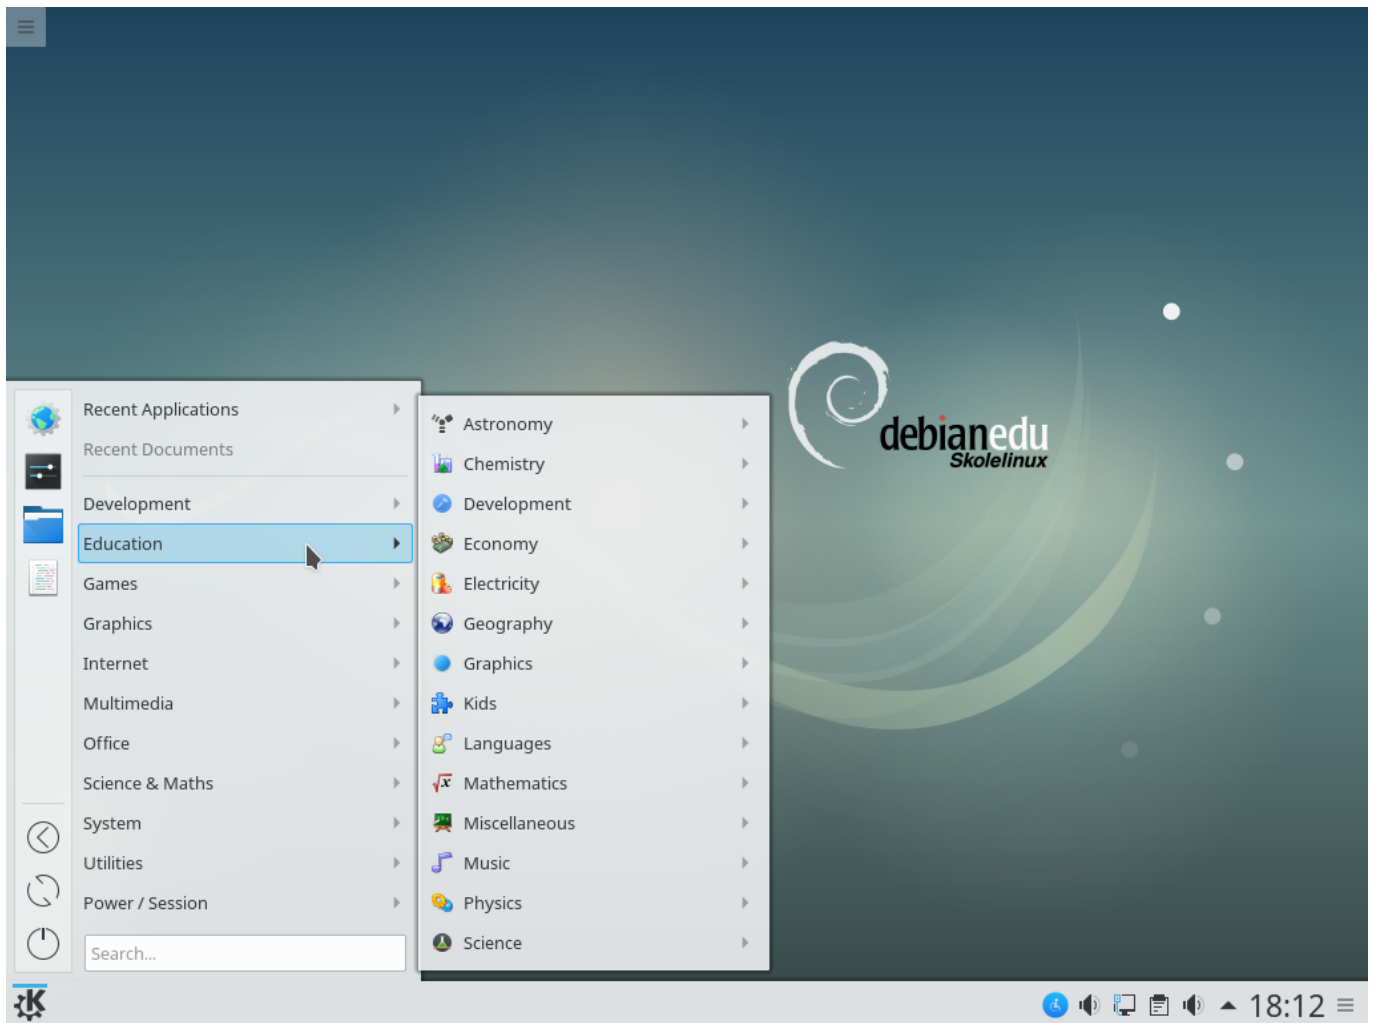 debianedu
Skolelinux
Recent Applications
Recent Documents
Development
Education
Games
Graphics
Internet
Multimedia
Office
Science & Maths
System
Utilities
Power / Session
Search...
Astronomy
Chemistry
Development
Economy
Electricity
Geography
Graphics
Kids
Languages
Mathematics
Miscellaneous
Music
Physics
Science
18:12